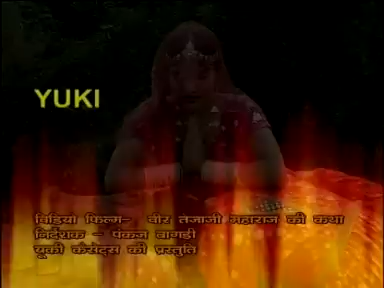 YUKI
विडिया फिल्म- वीर तेजाजी महाराज की कथा
निर्देशक - पंकज बागडी
यूकी कैसेट्स की प्रस्तुति